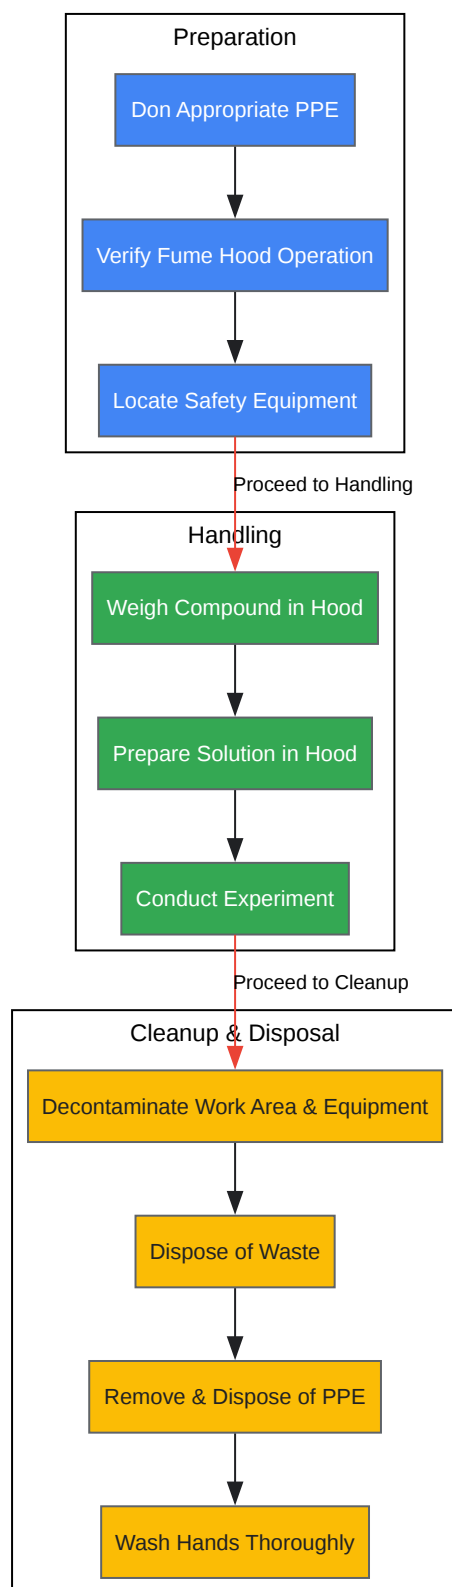 Preparation
Don Appropriate PPE
Verify Fume Hood Operation
Locate Safety Equipment
Proceed to Handling
Handling
Weigh Compound in Hood
Prepare Solution in Hood
Conduct Experiment
Proceed to Cleanup
Cleanup & Disposal
Decontaminate Work Area & Equipment
Dispose of Waste
Remove & Dispose of PPE
Wash Hands Thoroughly